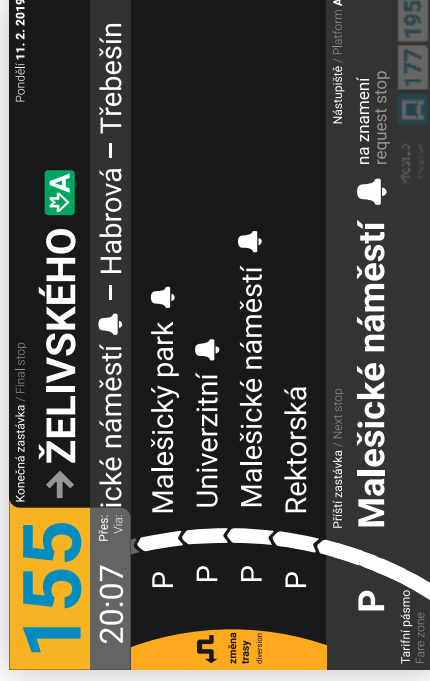 155
Konečná zastávka / Final stop
Pondělí 11. 2. 2019
→ ŽELIVSKÉHO A
20:07
Přes:
Via:
ické náměstí – Habrová – Třebešín
P Malešický park
P Univerzitní
P Malešické náměstí
P Rektorská
změna
trasy
diversion
Příští zastávka / Next stop
Nástupiště / Platform A
P Malešické náměstí
na znamení
request stop
Tarifní pásmo
Fare zone
177 195